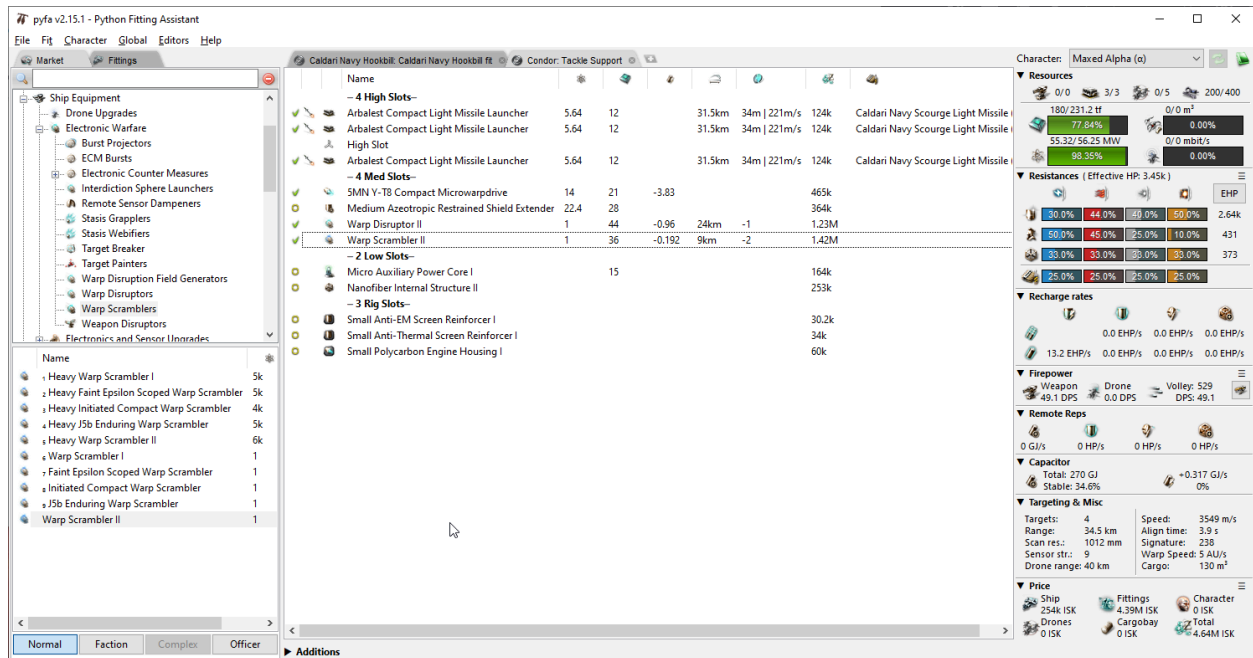 pyfa v2.15.1 - Python Fitting Assistant
File Fit Character Global Editors Help
Market Fittings
Ship Equipment
Drone Upgrades
Electronic Warfare
Burst Projectors
ECM Bursts
Electronic Counter Measures
Interdiction Sphere Launchers
Remote Sensor Dampeners
Stasis Grapplers
Stasis Webifiers
Target Breaker
Target Painters
Warp Disruption Field Generators
Warp Disruptors
Warp Scramblers
Weapon Disruptors
Electronics and Sensor Upgrades
Name
1 Heavy Warp Scrambler I 5k
2 Heavy Faint Epsilon Scoped Warp Scrambler 5k
3 Heavy Initiated Compact Warp Scrambler 4k
4 Heavy J5b Enduring Warp Scrambler 5k
5 Heavy Warp Scrambler II 6k
6 Warp Scrambler I 1
7 Faint Epsilon Scoped Warp Scrambler 1
8 Initiated Compact Warp Scrambler 1
9 J5b Enduring Warp Scrambler 1
Warp Scrambler II 1
Normal Faction Complex Officer
Caldari Navy Hookbill: Caldari Navy Hookbill fit Condor: Tackle Support
Name
– 4 High Slots–
Arbalest Compact Light Missile Launcher 5.64 12 31.5km 34m | 221m/s 124k Caldari Navy Scourge Light Missile
Arbalest Compact Light Missile Launcher 5.64 12 31.5km 34m | 221m/s 124k Caldari Navy Scourge Light Missile
High Slot
Arbalest Compact Light Missile Launcher 5.64 12 31.5km 34m | 221m/s 124k Caldari Navy Scourge Light Missile
– 4 Med Slots–
5MN Y-T8 Compact Microwarpdrive 14 21 -3.83 465k
Medium Azeotropic Restrained Shield Extender 22.4 28 364k
Warp Disruptor II 1 44 -0.96 24km -1 1.23M
Warp Scrambler II 1 36 -0.192 9km -2 1.42M
– 2 Low Slots–
Micro Auxiliary Power Core I 15 164k
Nanofiber Internal Structure II 253k
– 3 Rig Slots–
Small Anti-EM Screen Reinforcer I 30.2k
Small Anti-Thermal Screen Reinforcer I 34k
Small Polycarbon Engine Housing I 60k
Additions
Character: Maxed Alpha (α)
Resources
0/0 3/3 0/5 200/400
180/231.2 tf 0/0 m³
77.84% 0.00%
55.32/56.25 MW 0/0 mbit/s
98.35% 0.00%
Resistances ( Effective HP: 3.45k )
EHP
30.0% 44.0% 40.0% 50.0% 2.64k
50.0% 45.0% 25.0% 10.0% 431
33.0% 33.0% 33.0% 33.0% 373
25.0% 25.0% 25.0% 25.0%
Recharge rates
0.0 EHP/s 0.0 EHP/s 0.0 EHP/s
13.2 EHP/s 0.0 EHP/s 0.0 EHP/s 0.0 EHP/s
Firepower
Weapon Drone Volley: 529
49.1 DPS 0.0 DPS DPS: 49.1
Remote Reps
0 GJ/s 0 HP/s 0 HP/s 0 HP/s
Capacitor
Total: 270 GJ +0.317 GJ/s
Stable: 34.6% 0%
Targeting & Misc
Targets: 4 Speed: 3549 m/s
Range: 34.5 km Align time: 3.9 s
Scan res.: 1012 mm Signature: 238
Sensor str.: 9 Warp Speed: 5 AU/s
Drone range: 40 km Cargo: 130 m³
Price
Ship Fittings Character
254k ISK 4.39M ISK 0 ISK
Drones Cargobay Total
0 ISK 0 ISK 4.64M ISK